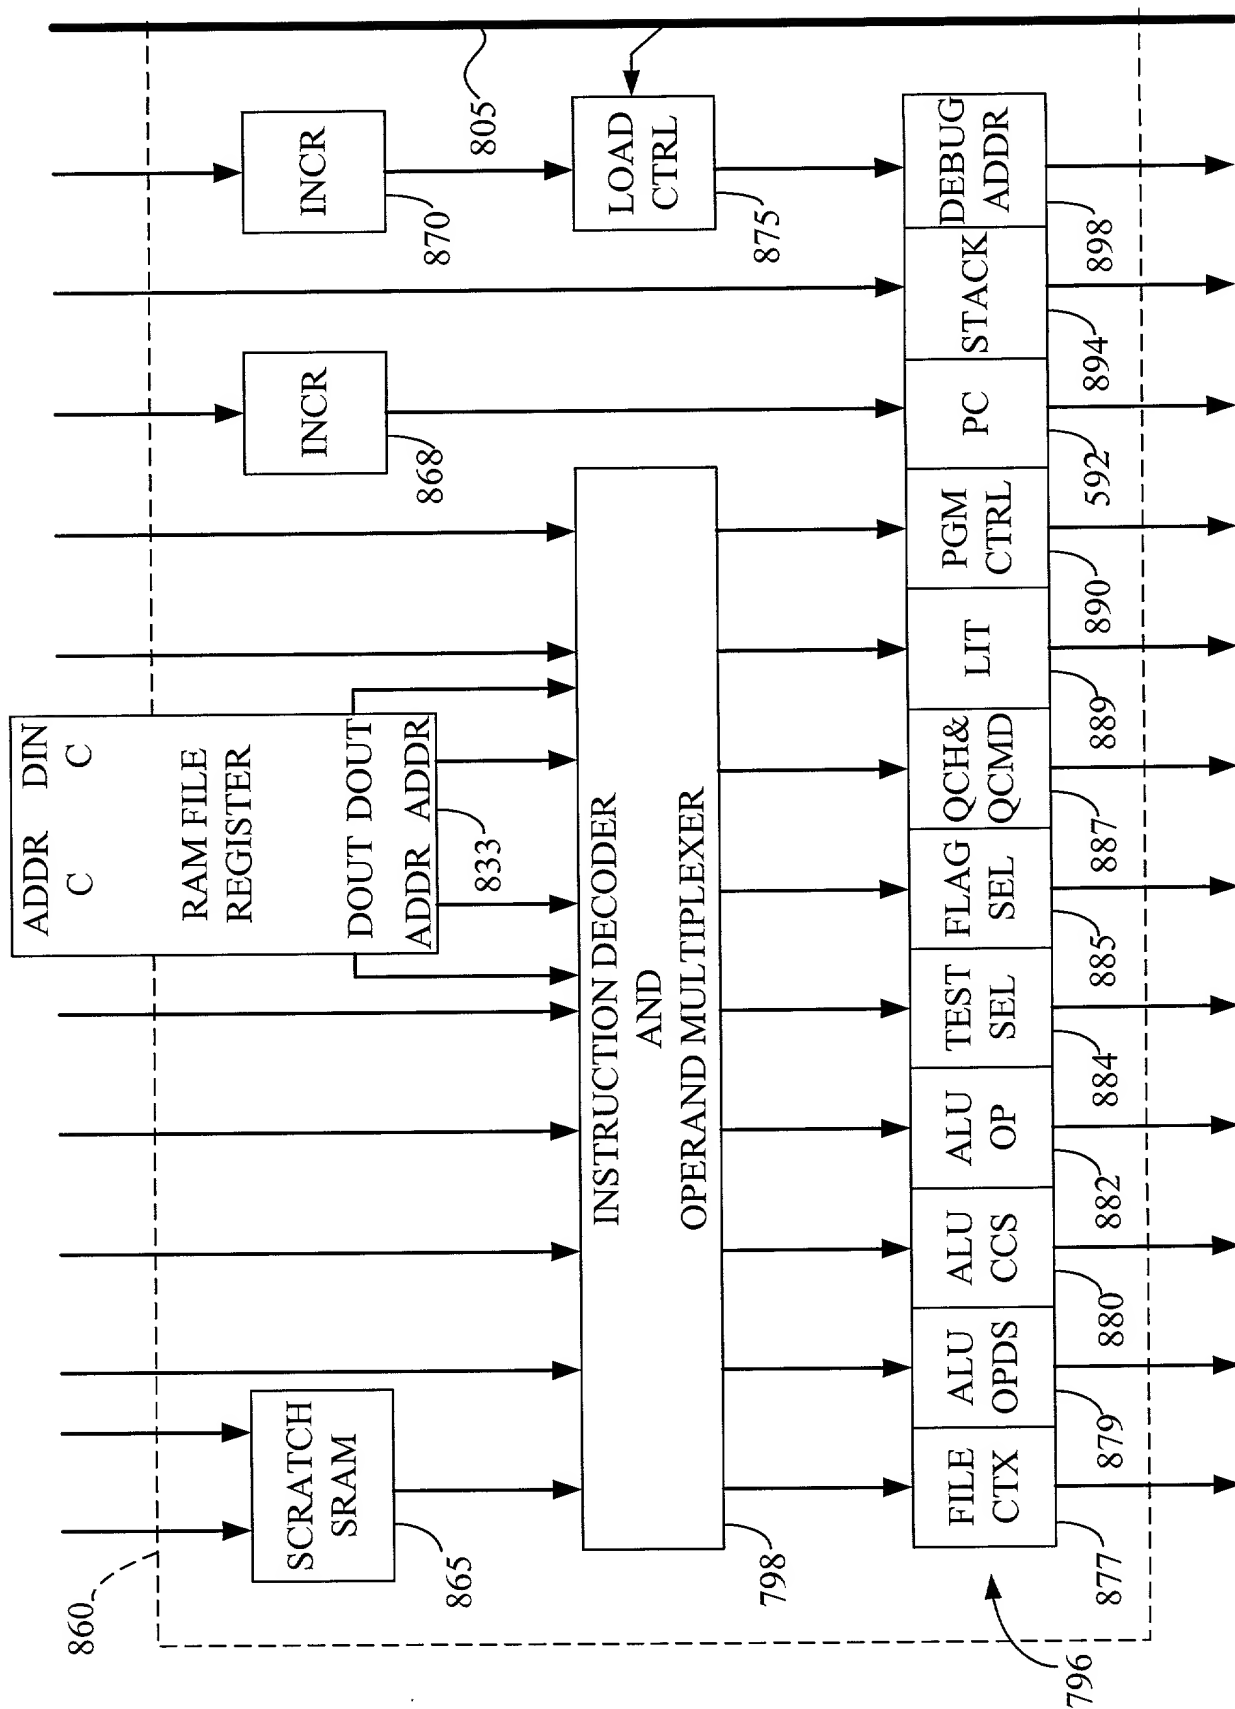 860
SCRATCH
SRAM
865
ADDR DIN
C C
RAM FILE
REGISTER
DOUT DOUT
ADDR ADDR
833
INCR
868
INCR
870
805
LOAD
CTRL
875
INSTRUCTION DECODER
AND
OPERAND MULTIPLEXER
798
796
FILE
CTX
877
ALU
OPDS
879
ALU
CCS
880
ALU
OP
882
TEST
SEL
884
FLAG
SEL
885
QCH&
QCMD
887
LIT
889
PGM
CTRL
890
PC
592
STACK
894
DEBUG
ADDR
898